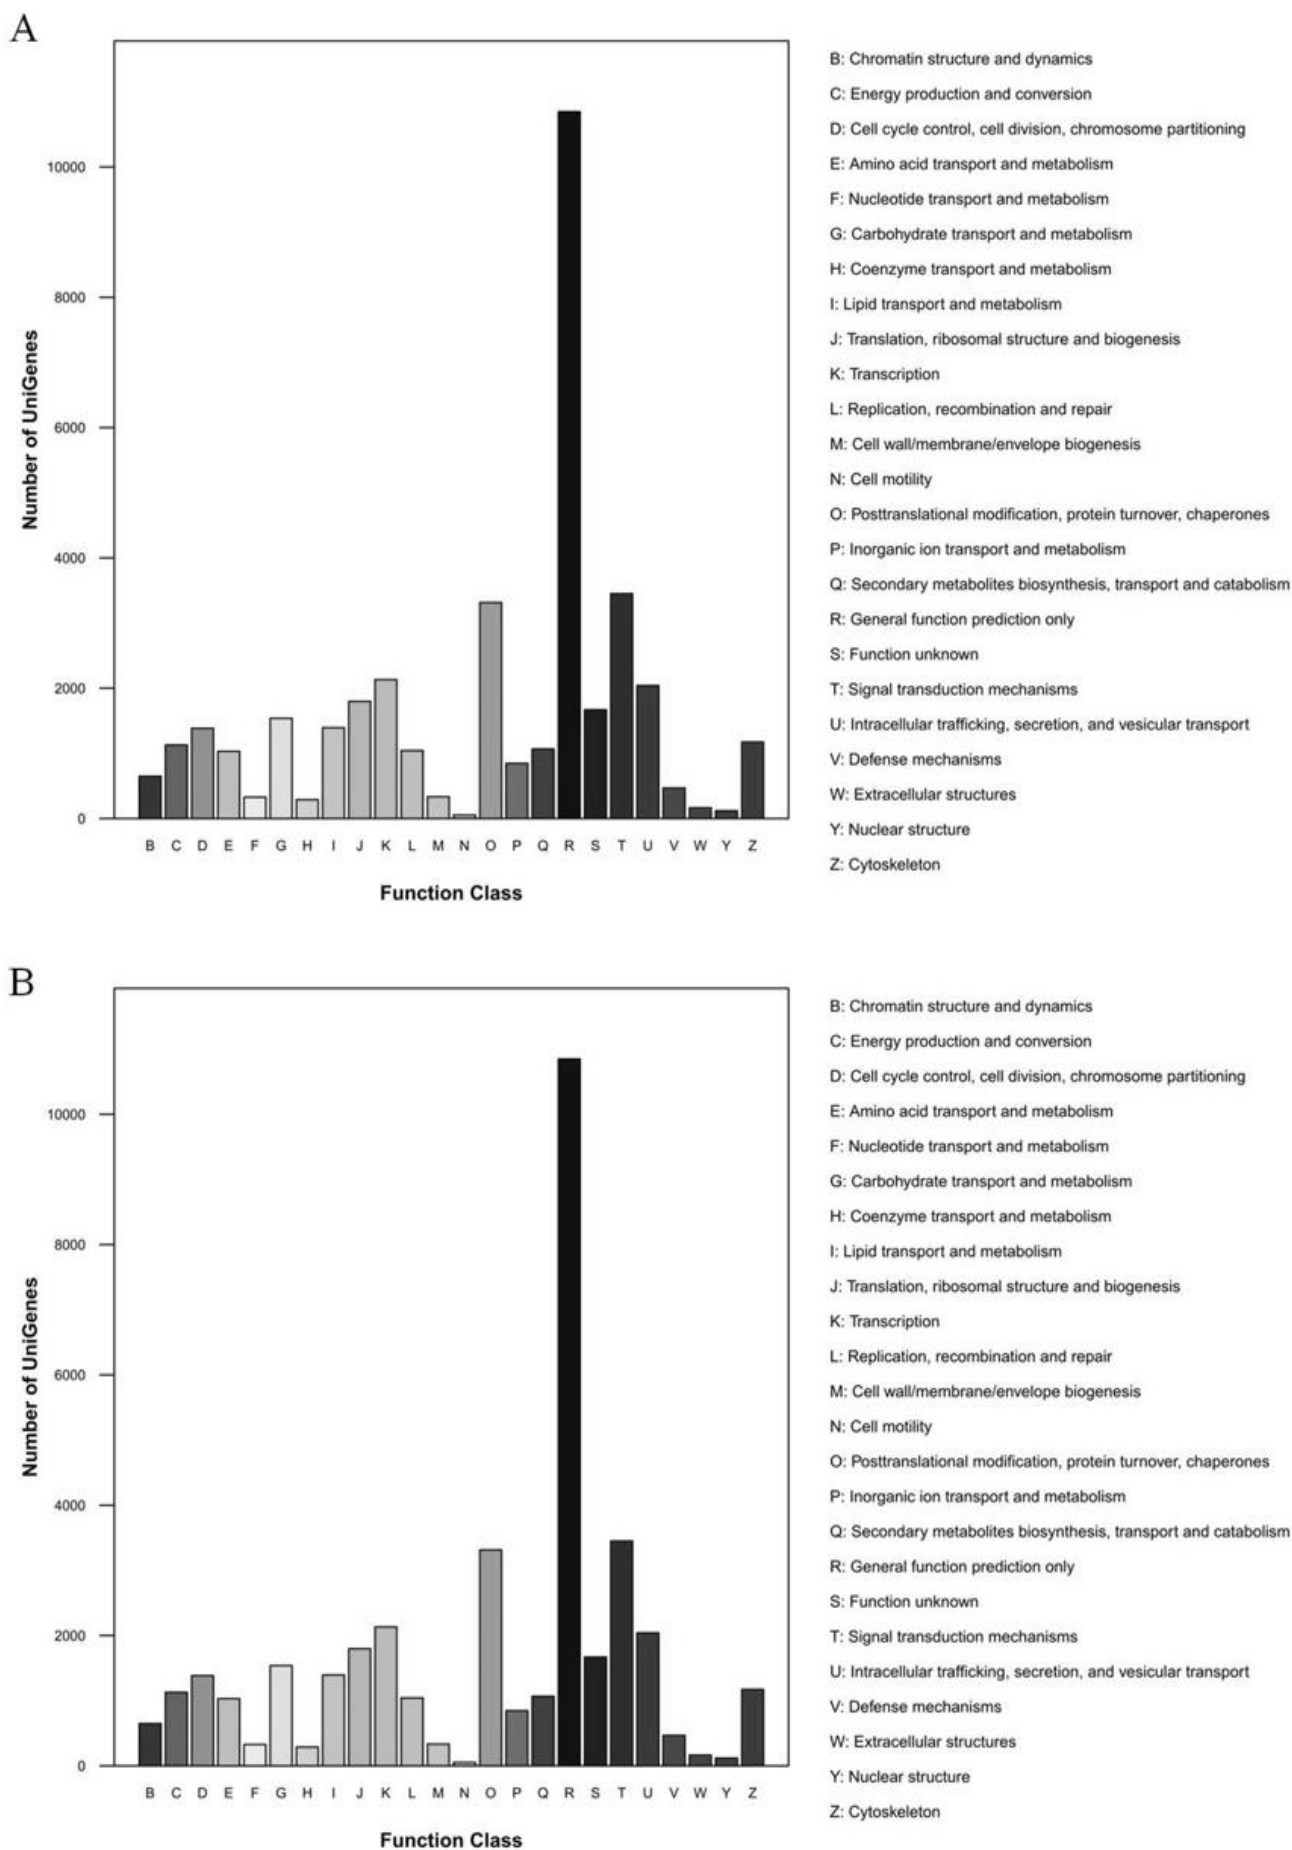 A
B: Chromatin structure and dynamics
C: Energy production and conversion
D: Cell cycle control, cell division, chromosome partitioning
E: Amino acid transport and metabolism
F: Nucleotide transport and metabolism
G: Carbohydrate transport and metabolism
H: Coenzyme transport and metabolism
I: Lipid transport and metabolism
J: Translation, ribosomal structure and biogenesis
K: Transcription
L: Replication, recombination and repair
M: Cell wall/membrane/envelope biogenesis
N: Cell motility
O: Posttranslational modification, protein turnover, chaperones
P: Inorganic ion transport and metabolism
Q: Secondary metabolites biosynthesis, transport and catabolism
R: General function prediction only
S: Function unknown
T: Signal transduction mechanisms
U: Intracellular trafficking, secretion, and vesicular transport
V: Defense mechanisms
W: Extracellular structures
Y: Nuclear structure
Z: Cytoskeleton
Number of UniGenes
10000
8000
6000
4000
2000
0
B C D E F G H I J K L M N O P Q R S T U V W Y Z
Function Class
B
B: Chromatin structure and dynamics
C: Energy production and conversion
D: Cell cycle control, cell division, chromosome partitioning
E: Amino acid transport and metabolism
F: Nucleotide transport and metabolism
G: Carbohydrate transport and metabolism
H: Coenzyme transport and metabolism
I: Lipid transport and metabolism
J: Translation, ribosomal structure and biogenesis
K: Transcription
L: Replication, recombination and repair
M: Cell wall/membrane/envelope biogenesis
N: Cell motility
O: Posttranslational modification, protein turnover, chaperones
P: Inorganic ion transport and metabolism
Q: Secondary metabolites biosynthesis, transport and catabolism
R: General function prediction only
S: Function unknown
T: Signal transduction mechanisms
U: Intracellular trafficking, secretion, and vesicular transport
V: Defense mechanisms
W: Extracellular structures
Y: Nuclear structure
Z: Cytoskeleton
Number of UniGenes
10000
8000
6000
4000
2000
0
B C D E F G H I J K L M N O P Q R S T U V W Y Z
Function Class